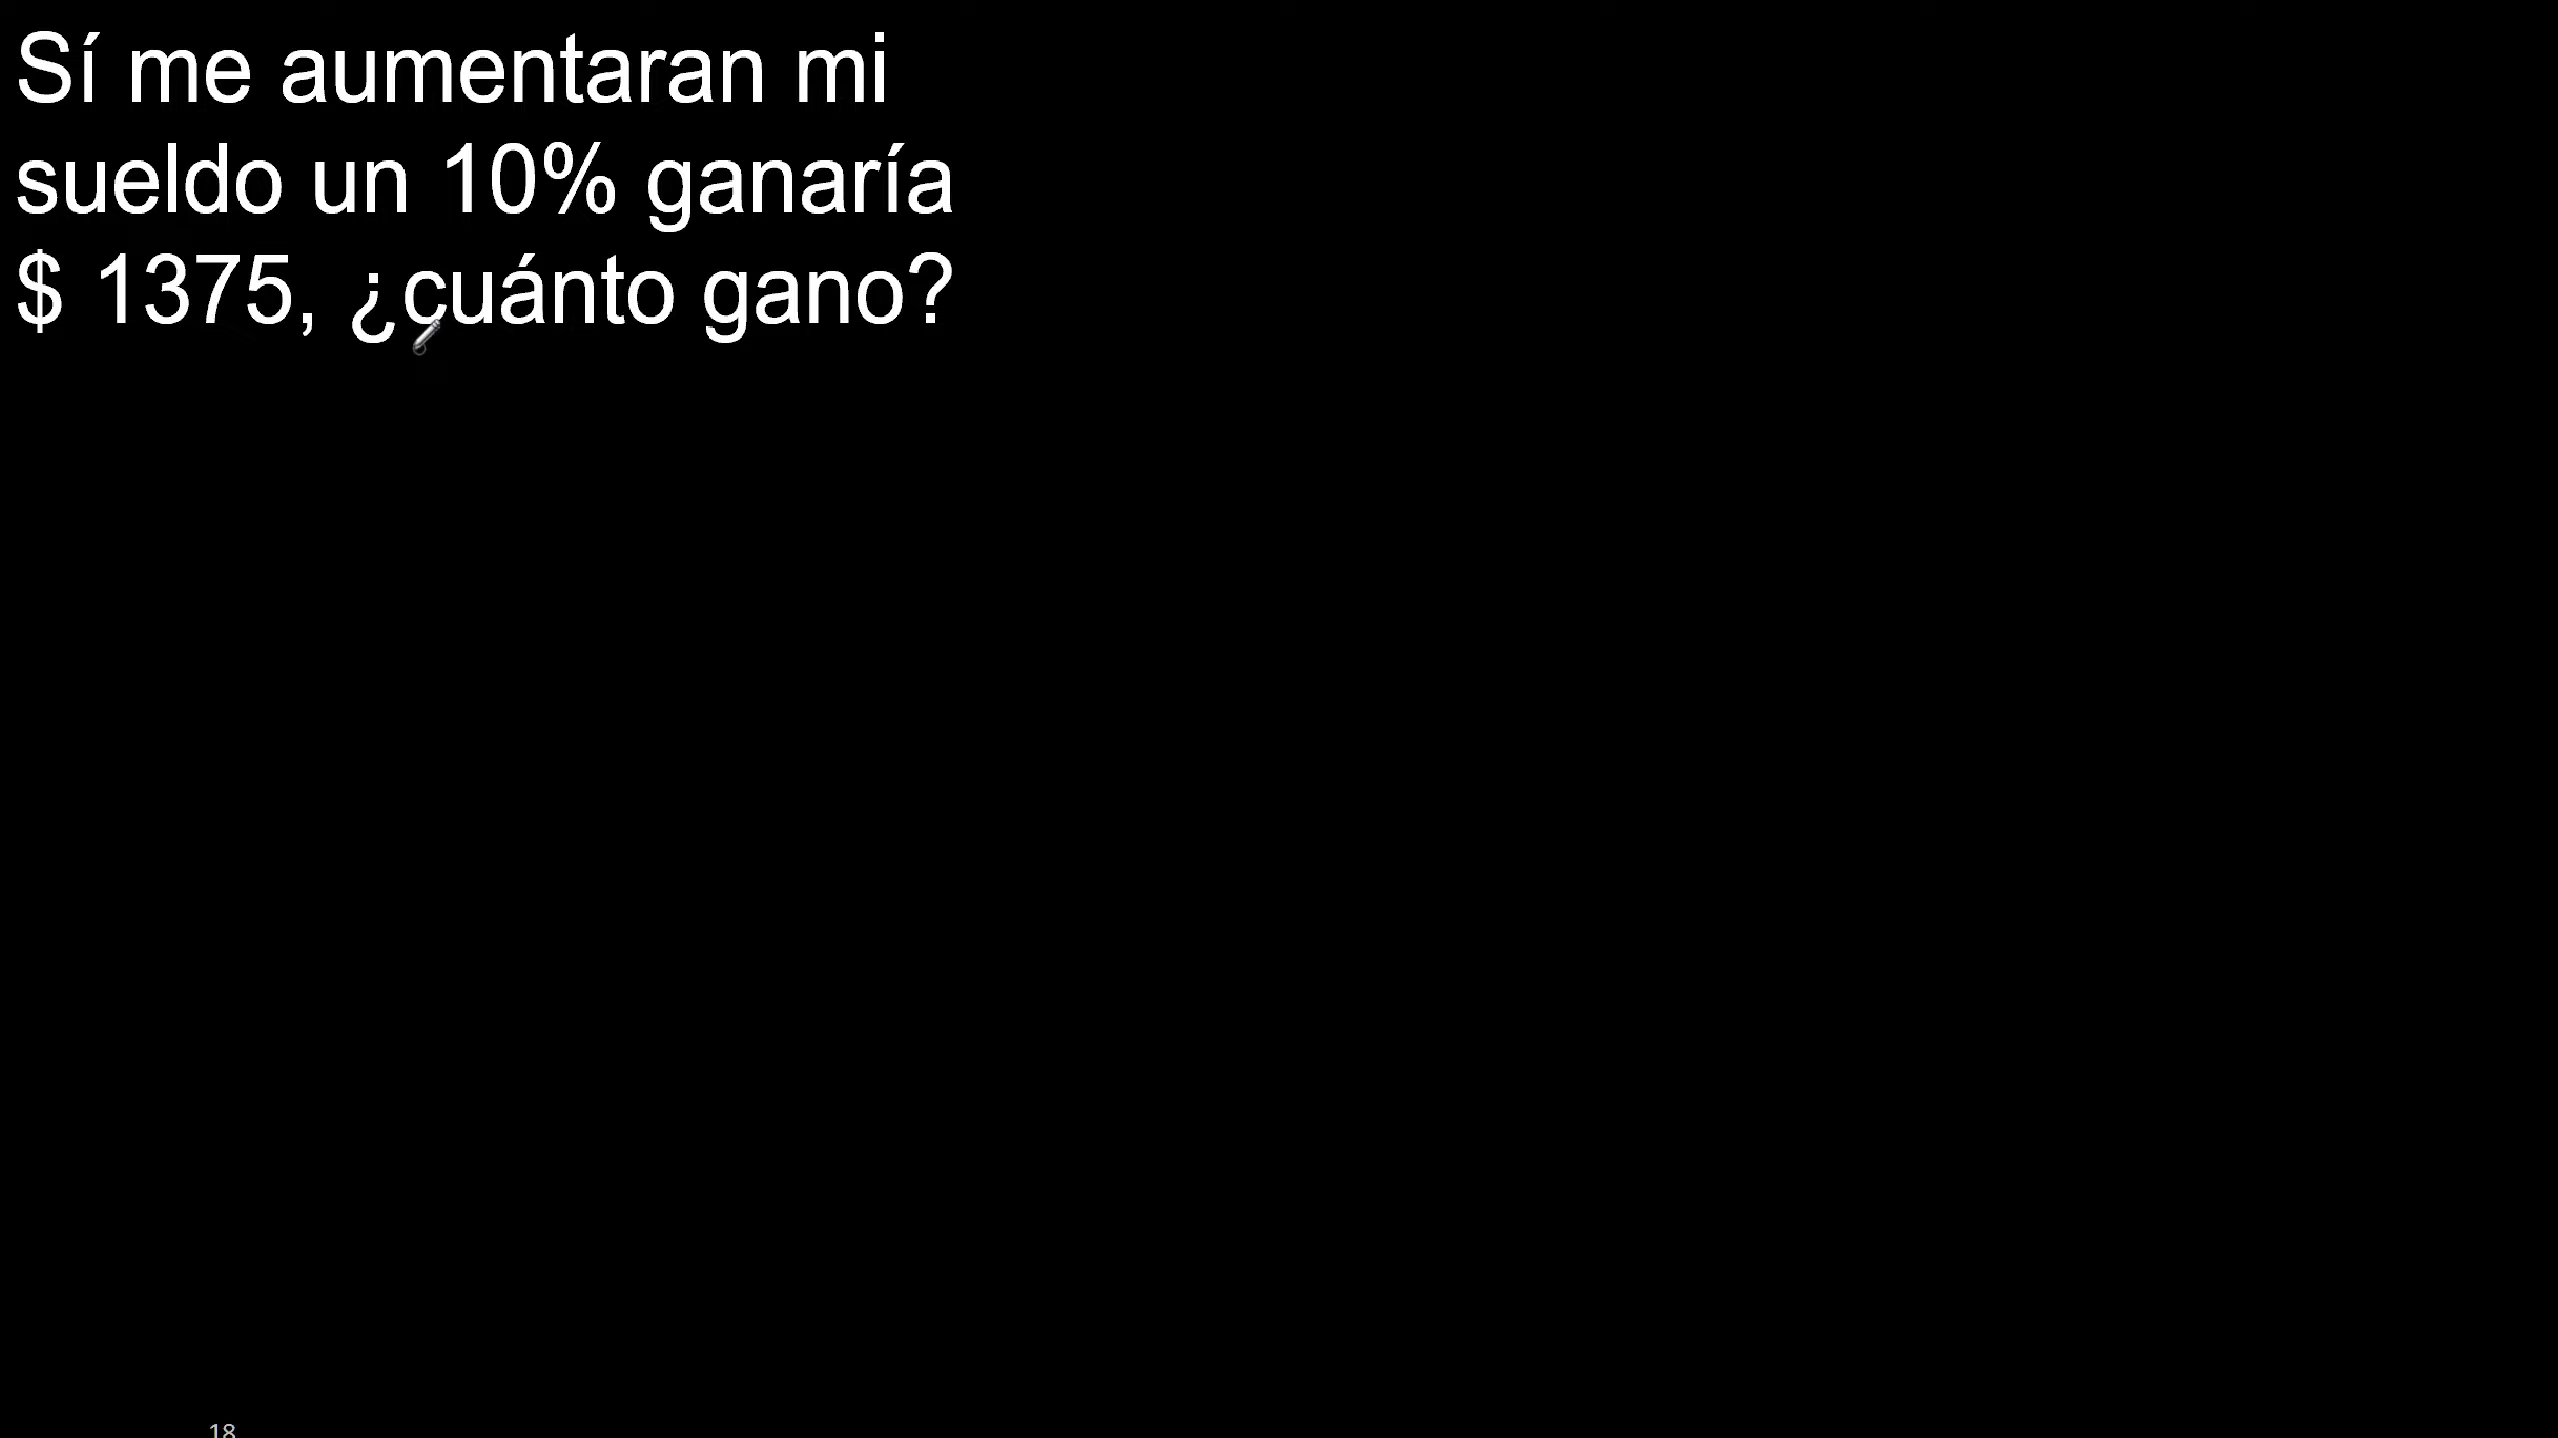 Sí me aumentaran mi
sueldo un 10% ganaría
$ 1375, ¿cuánto gano?
18